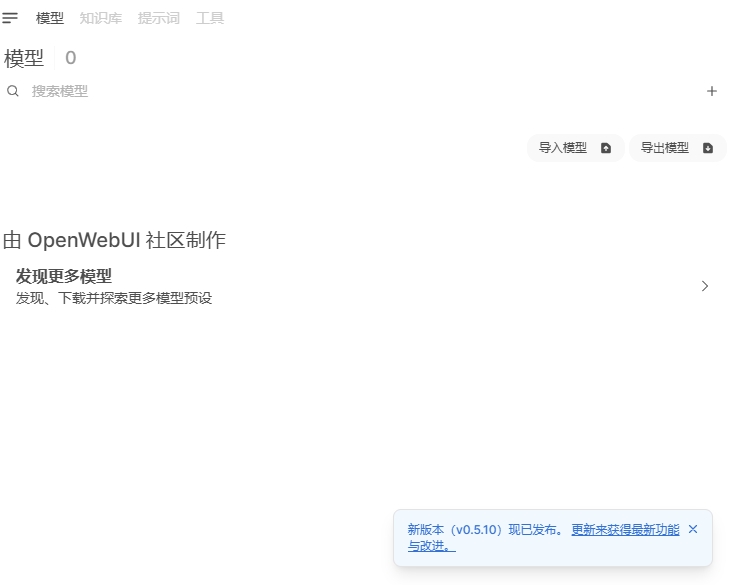 模型 知识库 提示词 工具
模型 0
搜索模型
导入模型 导出模型
由 OpenWebUI 社区制作
发现更多模型
发现、下载并探索更多模型预设
新版本（v0.5.10）现已发布。 更新来获得最新功能
与改进。